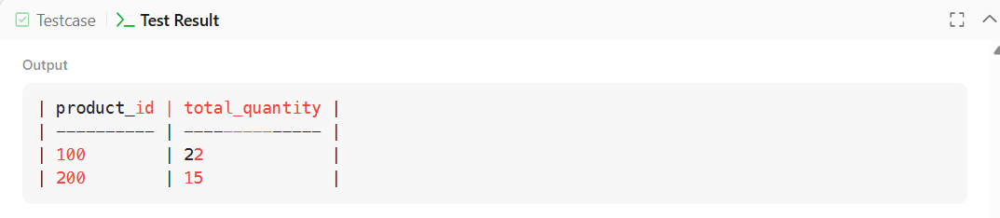 Testcase | >_ Test Result
Output
| product_id | total_quantity |
| ---------- | -------------- |
| 100 | 22 |
| 200 | 15 |